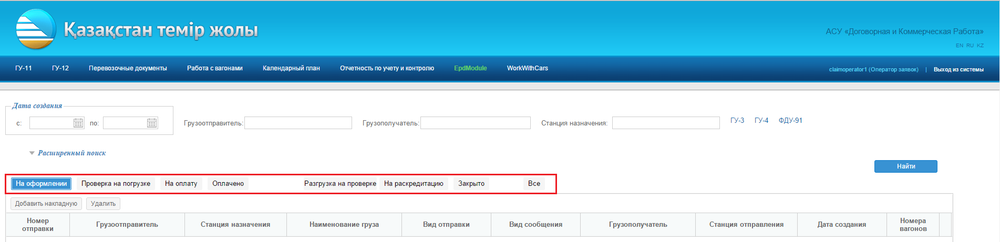 Қазақстан темір жолы
АСУ «Договорная и Коммерческая Работа»
EN RU KZ
ГУ-11 ГУ-12 Перевозочные документы Работа с вагонами Календарный план Отчетность по учету и контролю EpdModule WorkWithCars claimoperator1 (Оператор заявок) | Выход из системы
Дата создания
с: по: Грузоотправитель: Грузополучатель: Станция назначения: ГУ-3 ГУ-4 ФДУ-91
Расширенный поиск
Найти
На оформлении Проверка на погрузке На оплату Оплачено Разгрузка на проверке На раскредитацию Закрыто Все
Добавить накладную Удалить
Номер отправки Грузоотправитель Станция назначения Наименование груза Вид отправки Вид сообщения Грузополучатель Станция отправления Дата создания Номера вагонов